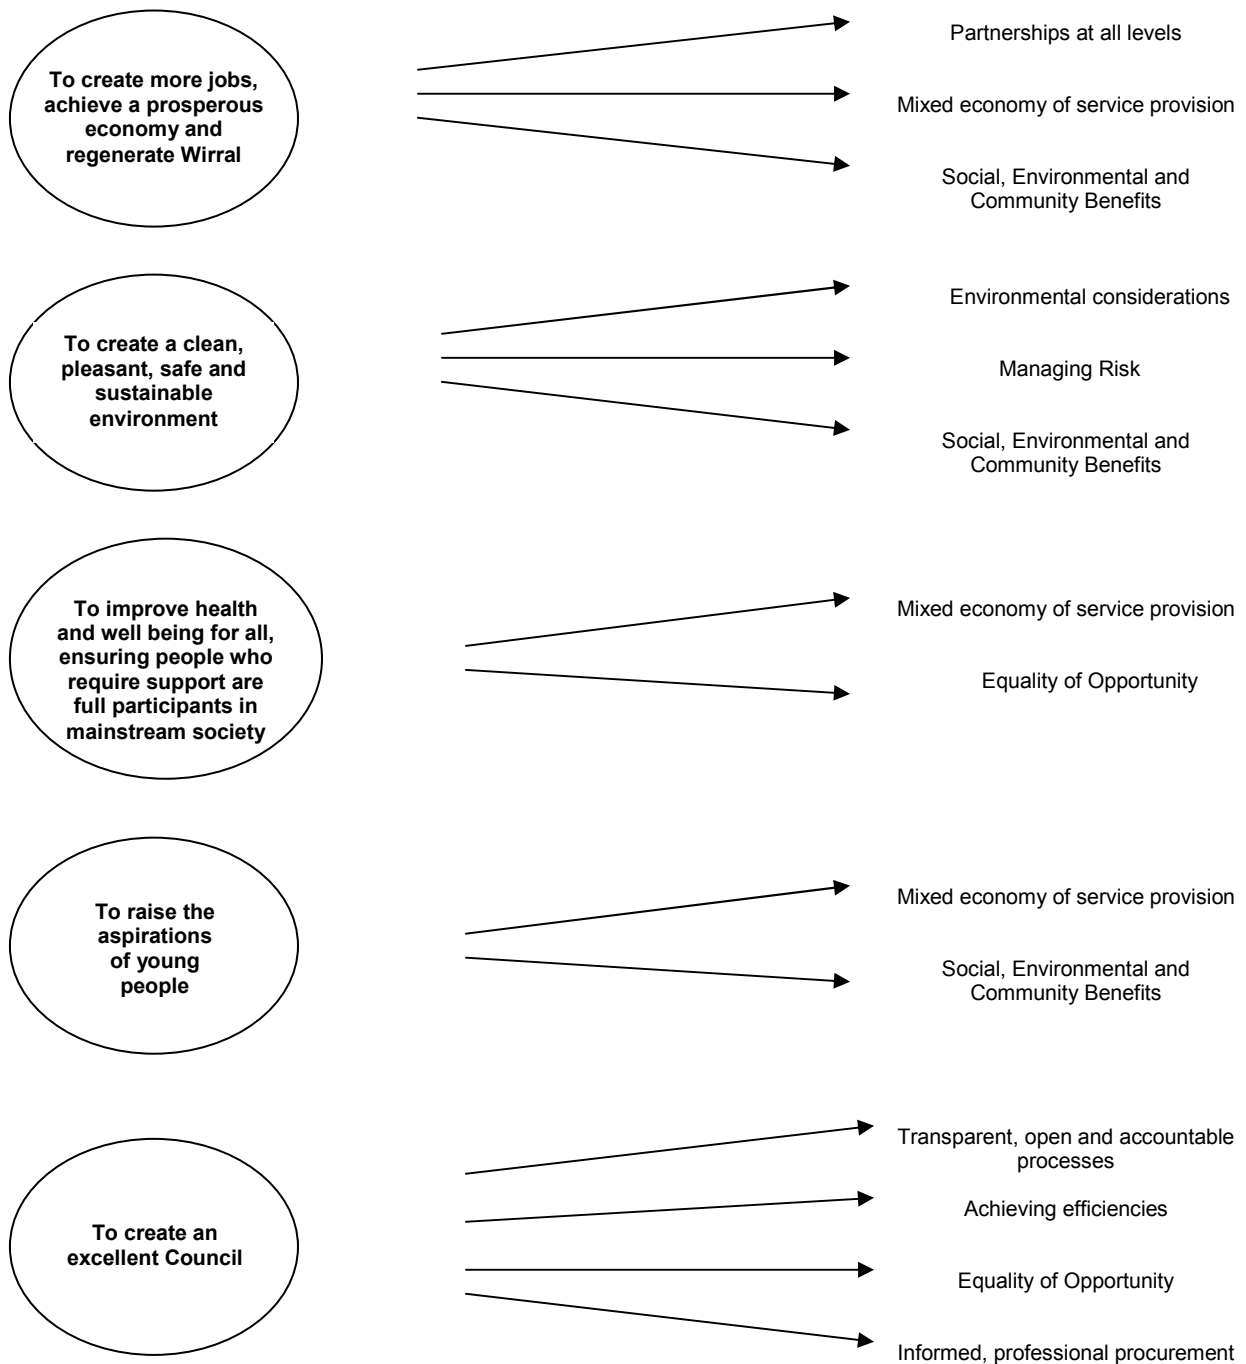 To create more jobs,
achieve a prosperous
economy and
regenerate Wirral
Partnerships at all levels
Mixed economy of service provision
Social, Environmental and
Community Benefits
To create a clean,
pleasant, safe and
sustainable
environment
Environmental considerations
Managing Risk
Social, Environmental and
Community Benefits
To improve health
and well being for all,
ensuring people who
require support are
full participants in
mainstream society
Mixed economy of service provision
Equality of Opportunity
To raise the
aspirations
of young
people
Mixed economy of service provision
Social, Environmental and
Community Benefits
To create an
excellent Council
Transparent, open and accountable
processes
Achieving efficiencies
Equality of Opportunity
Informed, professional procurement